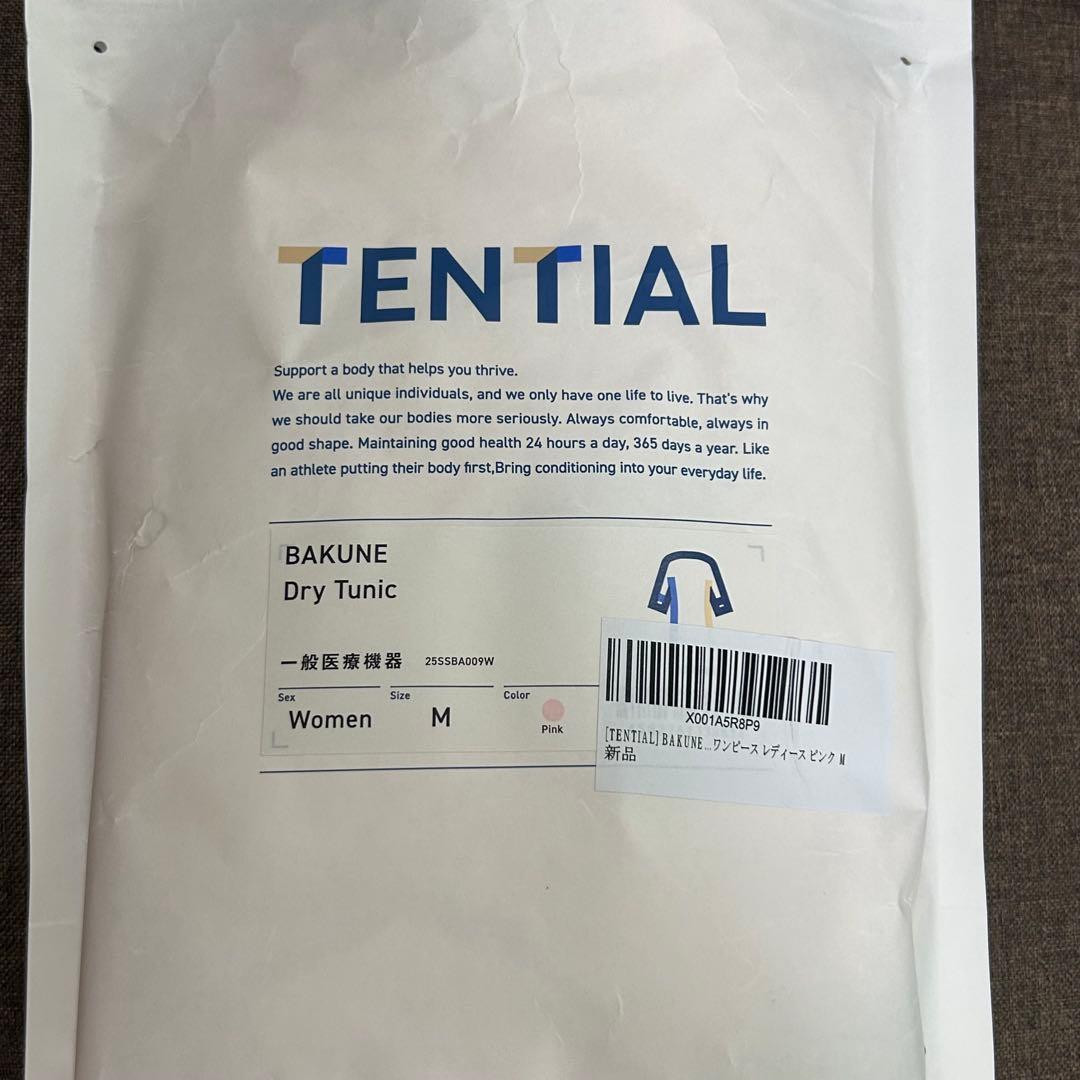 TENTIAL
Support a body that helps you thrive.
We are all unique individuals, and we only have one life to live. That's why
we should take our bodies more seriously. Always comfortable, always in
good shape. Maintaining good health 24 hours a day, 365 days a year. Like
an athlete putting their body first,Bring conditioning into your everyday life.
BAKUNE
Dry Tunic
一般医療機器 25SSBA009W
Sex Size Color
Women M Pink
X001A5R8P9
[TENTIAL] BAKUNE...ワンピース レディース ピンク M
新品